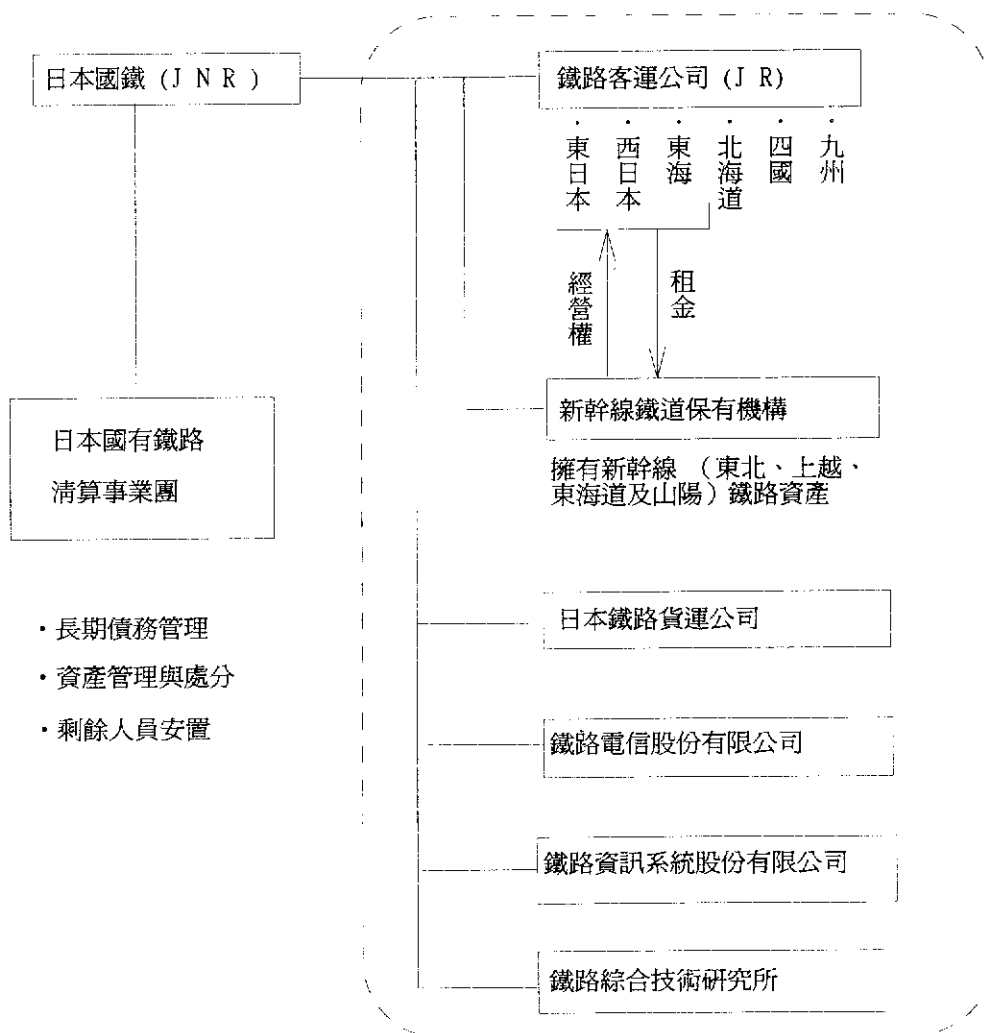 日本國鐵 (J N R )
鐵路客運公司 (J R)
・東日本
・西日本
・東海
・北海道
・四國
・九州
經營權
租金
日本國有鐵路
清算事業團
新幹線鐵道保有機構
擁有新幹線 （東北、上越、
東海道及山陽）鐵路資產
・長期債務管理
・資產管理與處分
・剩餘人員安置
日本鐵路貨運公司
鐵路電信股份有限公司
鐵路資訊系統股份有限公司
鐵路綜合技術研究所